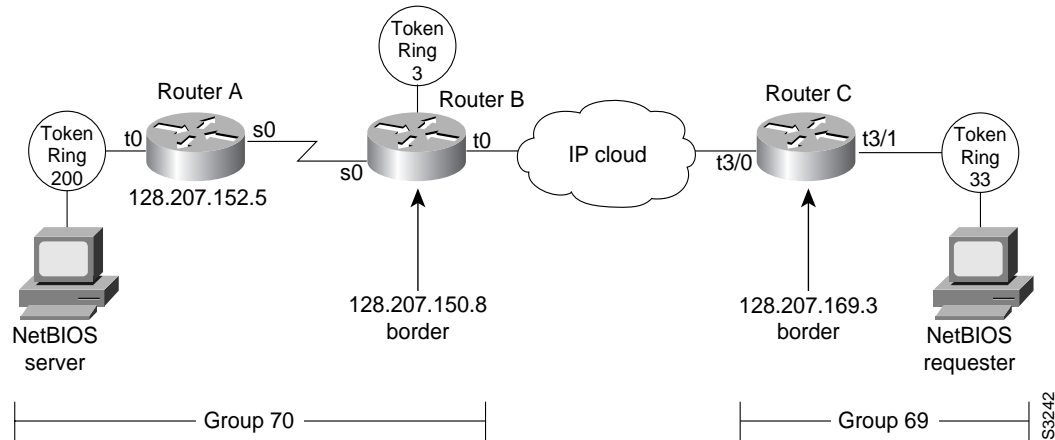 Token
Ring
3
Router A
Router B
Router C
Token
Ring
200
t0
s0
s0
t0
IP cloud
t3/0
t3/1
Token
Ring
33
128.207.152.5
128.207.150.8
border
128.207.169.3
border
NetBIOS
server
NetBIOS
requester
Group 70
Group 69
S3242